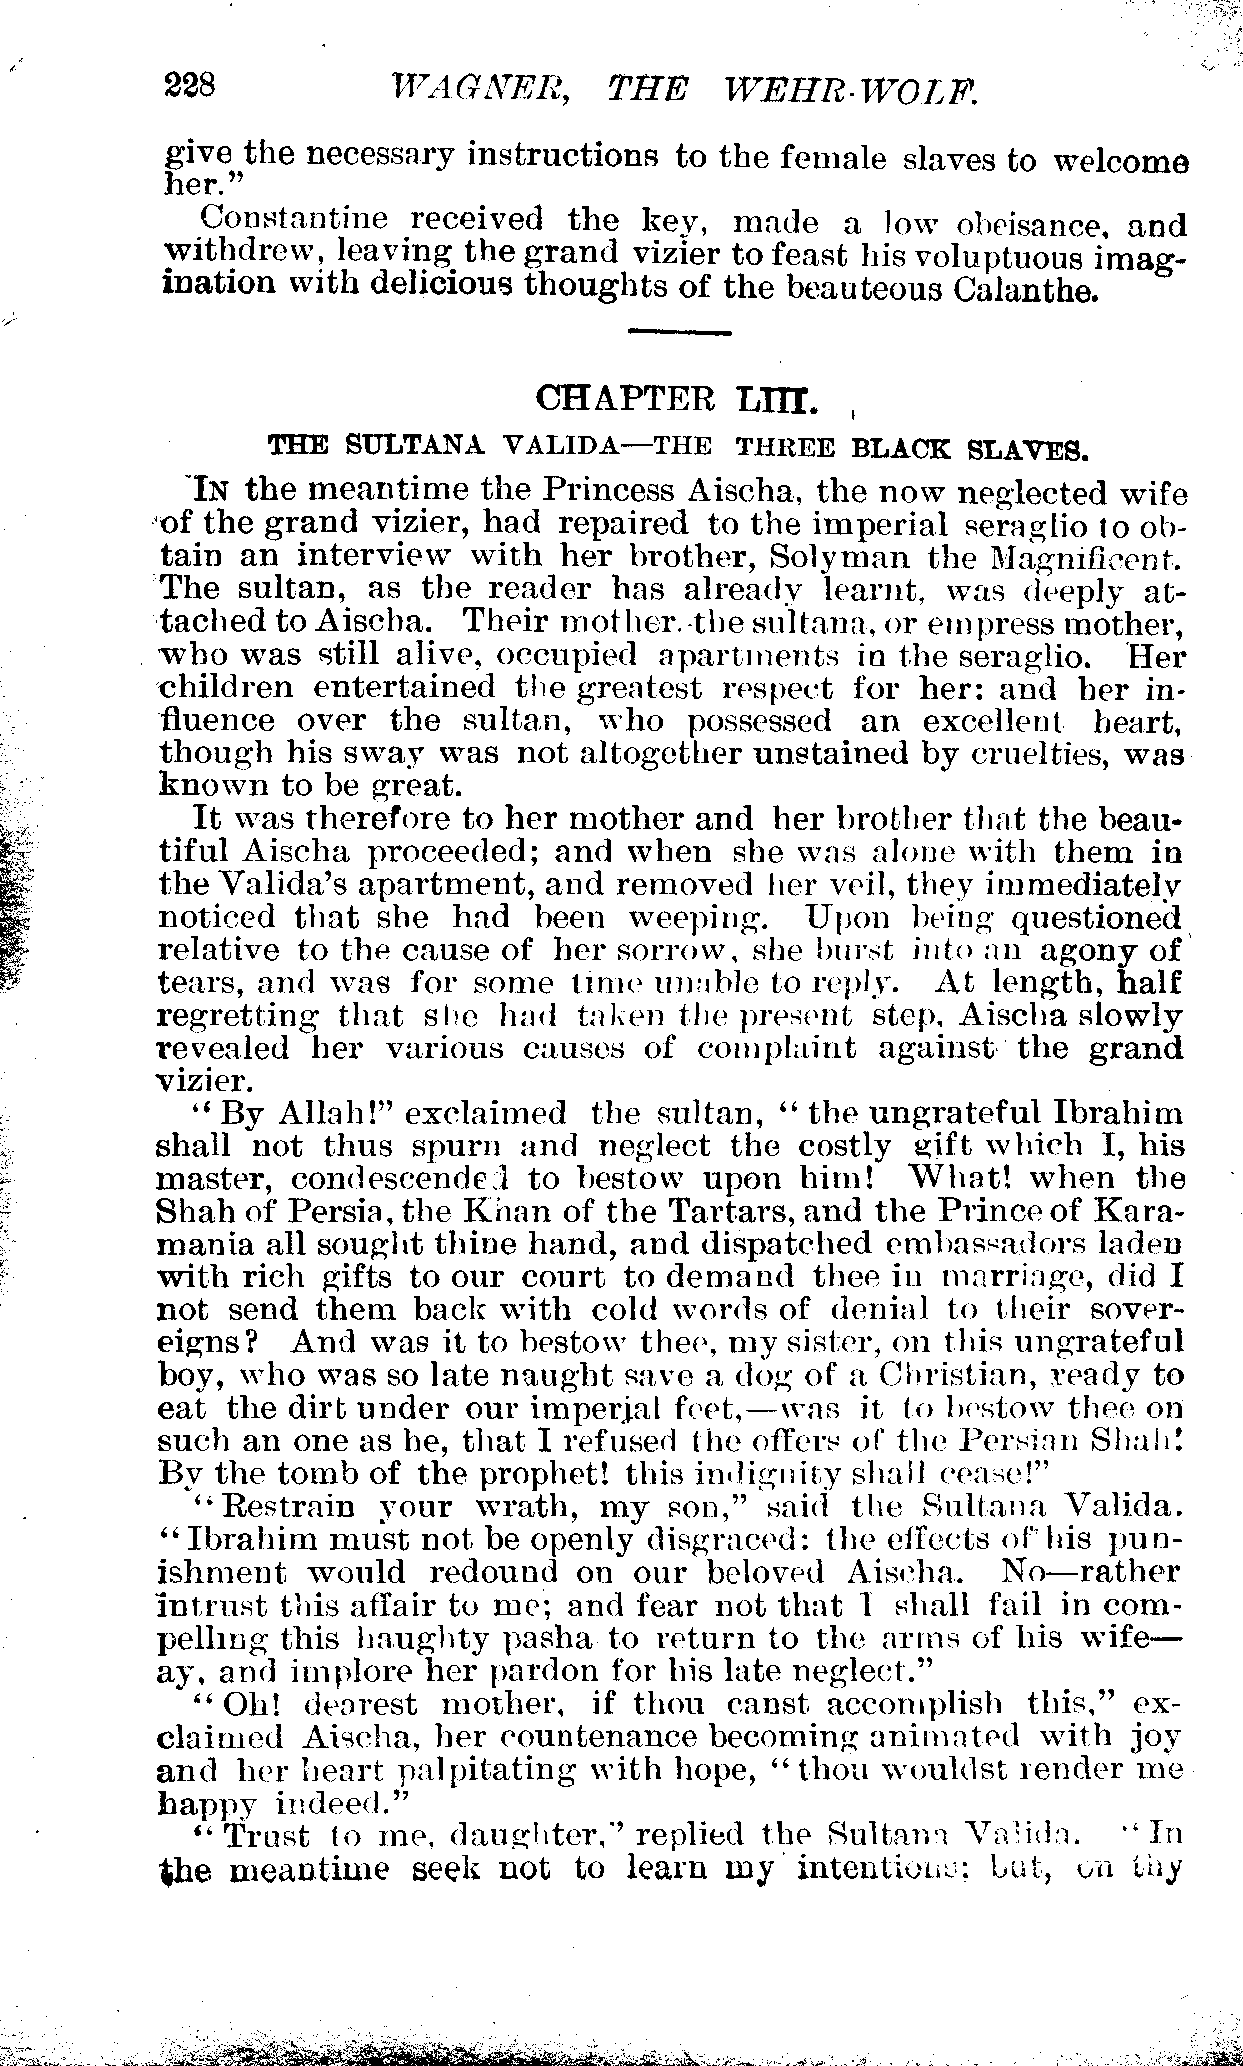 228 WAGNER, THE WEHR-WOLF.
give the necessary instructions to the female slaves to welcome
her."
Constantine received the key, made a low obeisance, and
withdrew, leaving the grand vizier to feast his voluptuous imag-
ination with delicious thoughts of the beauteous Calanthe.
CHAPTER LIII.
THE SULTANA VALIDA—THE THREE BLACK SLAVES.
IN the meantime the Princess Aischa, the now neglected wife
of the grand vizier, had repaired to the imperial seraglio to ob-
tain an interview with her brother, Solyman the Magnificent.
The sultan, as the reader has already learnt, was deeply at-
tached to Aischa. Their mother, the sultana, or empress mother,
who was still alive, occupied apartments in the seraglio. Her
children entertained the greatest respect for her: and her in-
fluence over the sultan, who possessed an excellent heart,
though his sway was not altogether unstained by cruelties, was
known to be great.
It was therefore to her mother and her brother that the beau-
tiful Aischa proceeded; and when she was alone with them in
the Valida's apartment, and removed her veil, they immediately
noticed that she had been weeping. Upon being questioned
relative to the cause of her sorrow, she burst into an agony of
tears, and was for some time unable to reply. At length, half
regretting that she had taken the present step, Aischa slowly
revealed her various causes of complaint against the grand
vizier.
"By Allah!" exclaimed the sultan, "the ungrateful Ibrahim
shall not thus spurn and neglect the costly gift which I, his
master, condescended to bestow upon him! What! when the
Shah of Persia, the Khan of the Tartars, and the Prince of Kara-
mania all sought thine hand, and dispatched embassadors laden
with rich gifts to our court to demand thee in marriage, did I
not send them back with cold words of denial to their sover-
eigns? And was it to bestow thee, my sister, on this ungrateful
boy, who was so late naught save a dog of a Christian, ready to
eat the dirt under our imperial feet,—was it to bestow thee on
such an one as he, that I refused the offers of the Persian Shah!
By the tomb of the prophet! this indignity shall cease!"
"Restrain your wrath, my son," said the Sultana Valida.
"Ibrahim must not be openly disgraced: the effects of his pun-
ishment would redound on our beloved Aischa. No—rather
intrust this affair to me; and fear not that I shall fail in com-
pelling this haughty pasha to return to the arms of his wife—
ay, and implore her pardon for his late neglect."
"Oh! dearest mother, if thou canst accomplish this," ex-
claimed Aischa, her countenance becoming animated with joy
and her heart palpitating with hope, "thou wouldst render me
happy indeed."
"Trust to me, daughter," replied the Sultana Valida. "In
the meantime seek not to learn my intentions: but, on thy